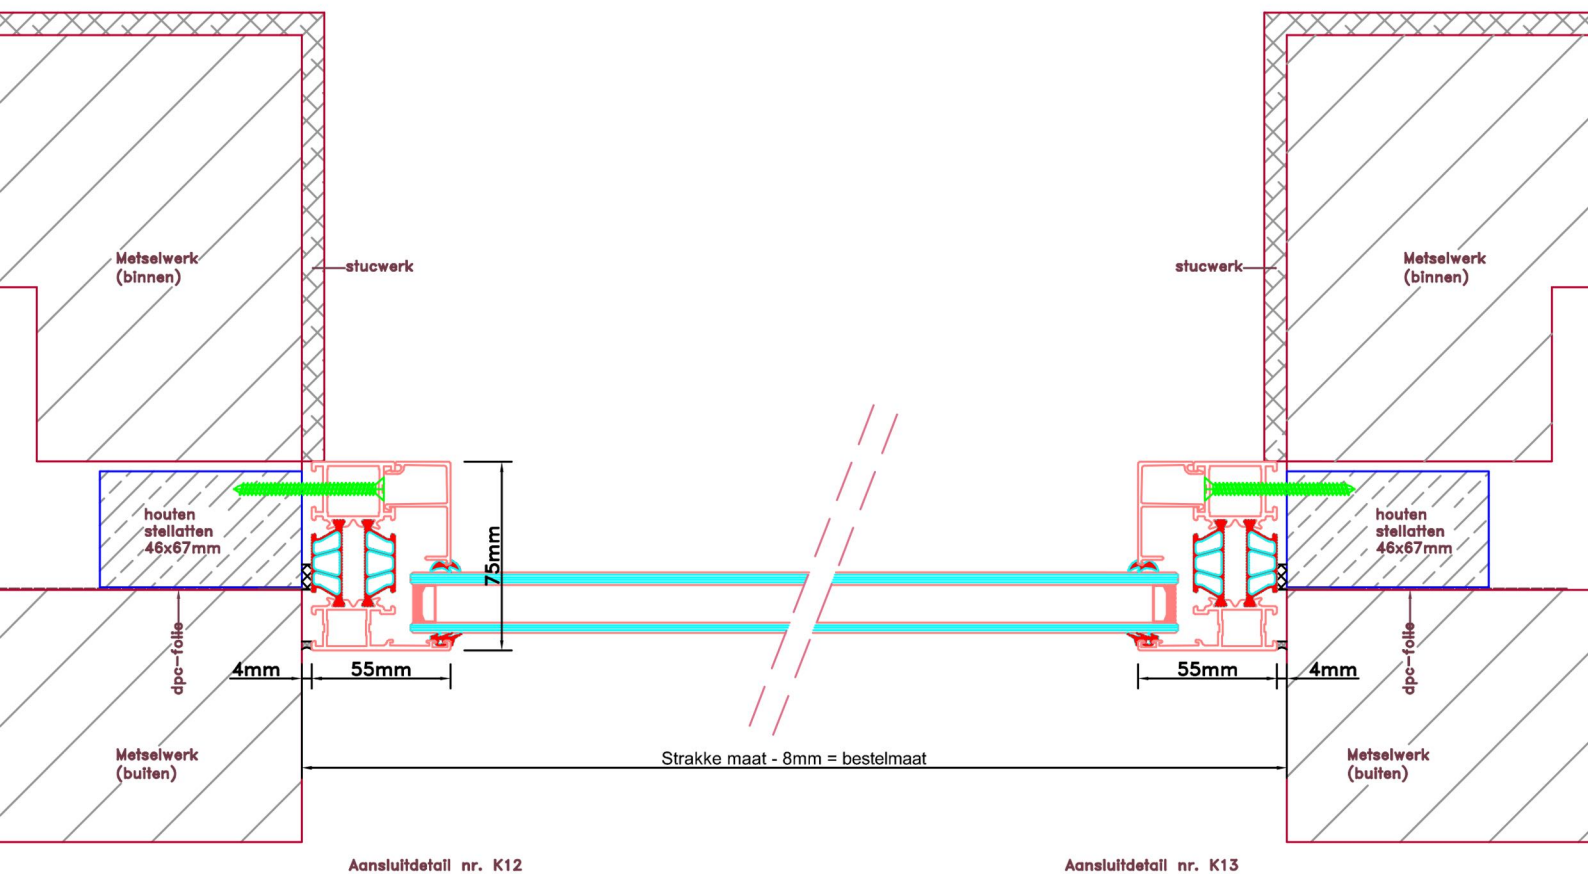 Metselwerk
(binnen)
stucwerk
stucwerk
Metselwerk
(binnen)
houten
stellatten
46x67mm
75mm
houten
stellatten
46x67mm
dpc-folie
4mm
55mm
55mm
4mm
dpc-folie
Metselwerk
(buiten)
Strakke maat - 8mm = bestelmaat
Metselwerk
(buiten)
Aansluitdetail nr. K12
Aansluitdetail nr. K13